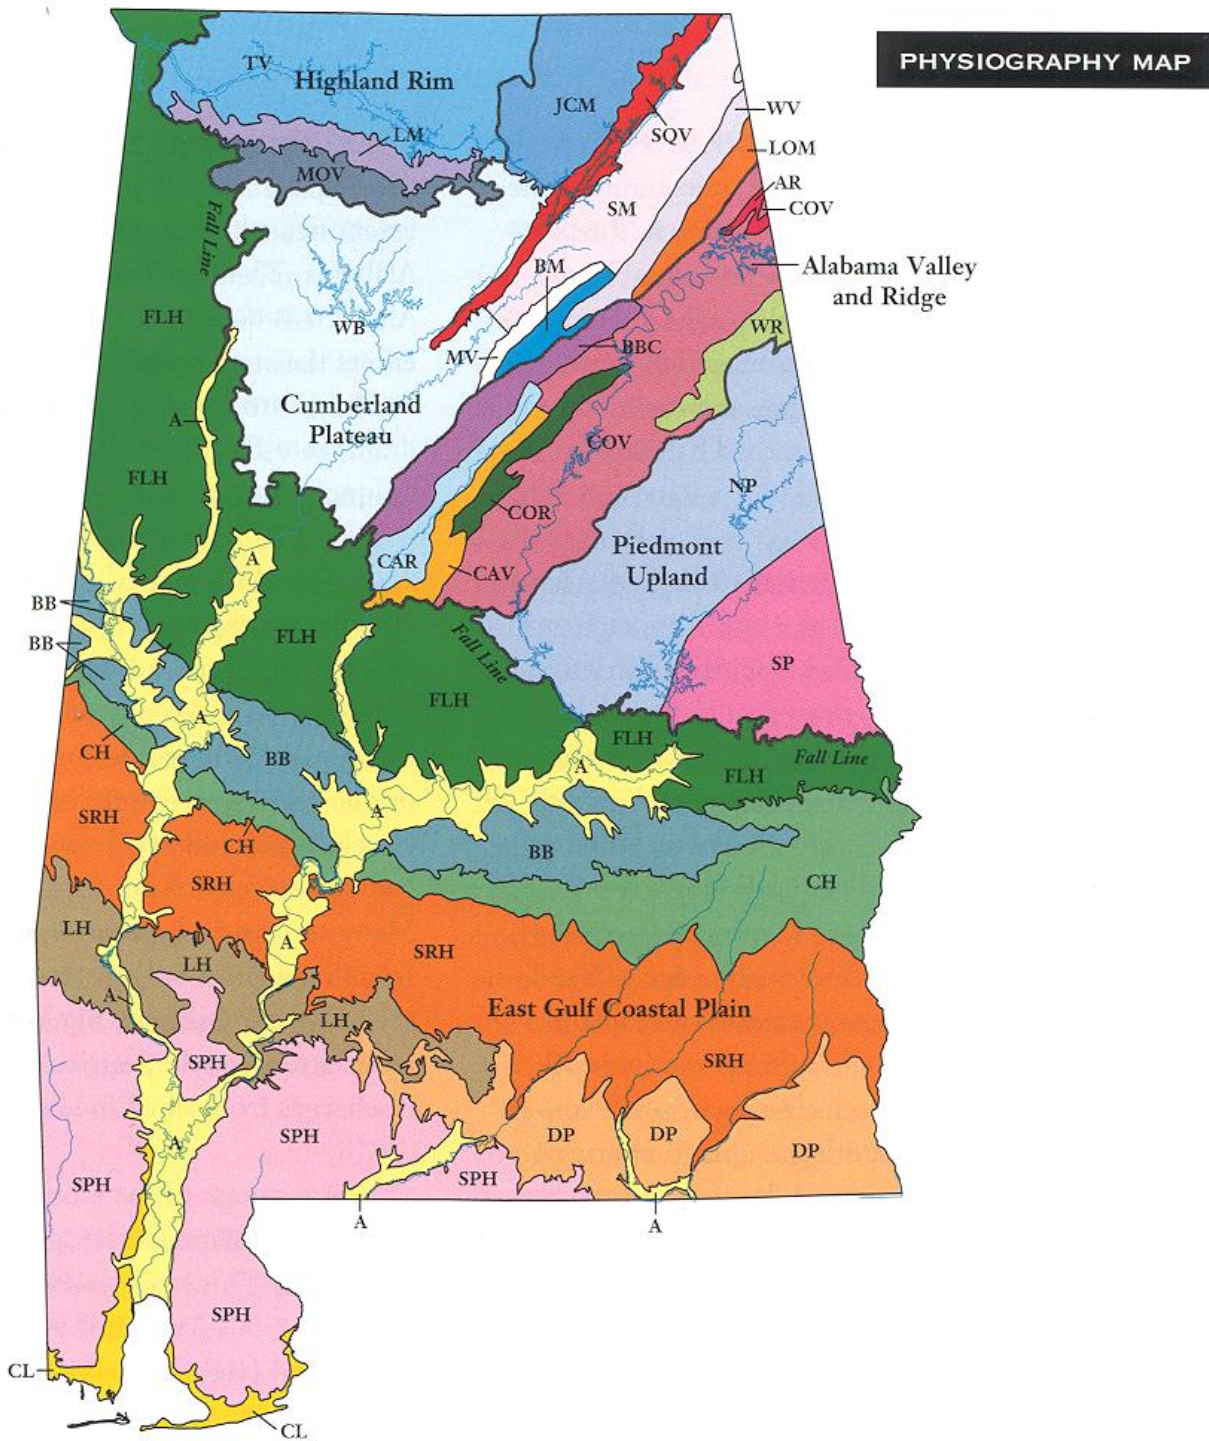 PHYSIOGRAPHY MAP
TV
Highland Rim
JCM
WV
SQV
LM
LOM
MOV
AR
COV
SM
Fall Line
BM
Alabama Valley
and Ridge
FLH
WB
WR
MV
BBC
Cumberland
Plateau
A
COV
FLH
NP
COR
Piedmont
Upland
A
CAR
CAV
BB
BB
FLH
Fall Line
SP
FLH
A
FLH
CH
BB
Fall Line
A
FLH
SRH
A
CH
BB
SRH
CH
LH
A
SRH
LH
A
East Gulf Coastal Plain
LH
SPH
SRH
SPH
A
DP
DP
DP
SPH
SPH
A
A
SPH
CL
CL